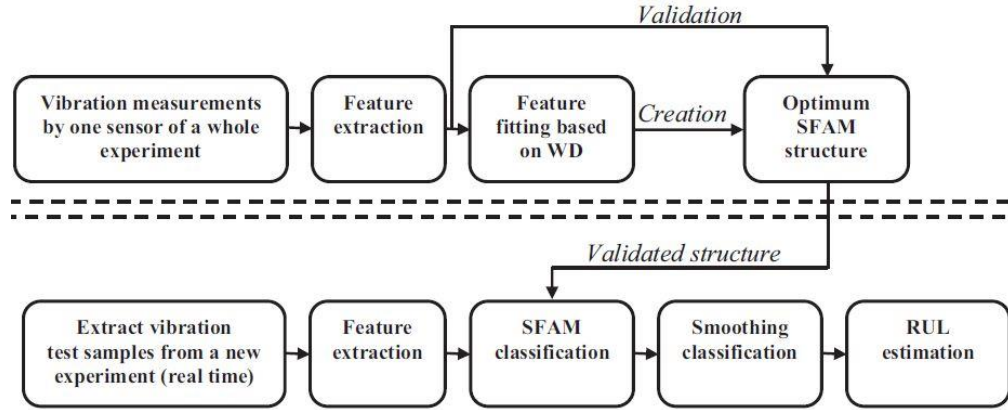 Validation
Vibration measurements
by one sensor of a whole
experiment
Feature
extraction
Feature
fitting based
on WD
Creation
Optimum
SFAM
structure
Validated structure
Extract vibration
test samples from a new
experiment (real time)
Feature
extraction
SFAM
classification
Smoothing
classification
RUL
estimation